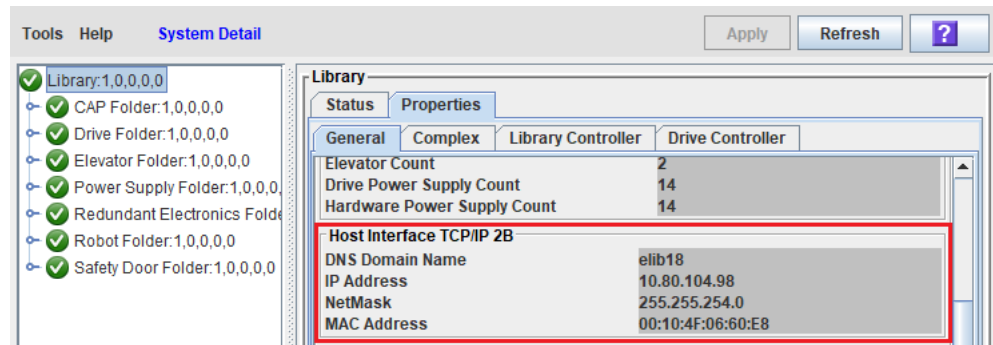 Tools Help System Detail Apply Refresh ?
Library:1,0,0,0,0
CAP Folder:1,0,0,0,0
Drive Folder:1,0,0,0,0
Elevator Folder:1,0,0,0,0
Power Supply Folder:1,0,0,0,
Redundant Electronics Folde
Robot Folder:1,0,0,0,0
Safety Door Folder:1,0,0,0,0
Library
Status Properties
General Complex Library Controller Drive Controller
Elevator Count 2
Drive Power Supply Count 14
Hardware Power Supply Count 14
Host Interface TCP/IP 2B
DNS Domain Name elib18
IP Address 10.80.104.98
NetMask 255.255.254.0
MAC Address 00:10:4F:06:60:E8